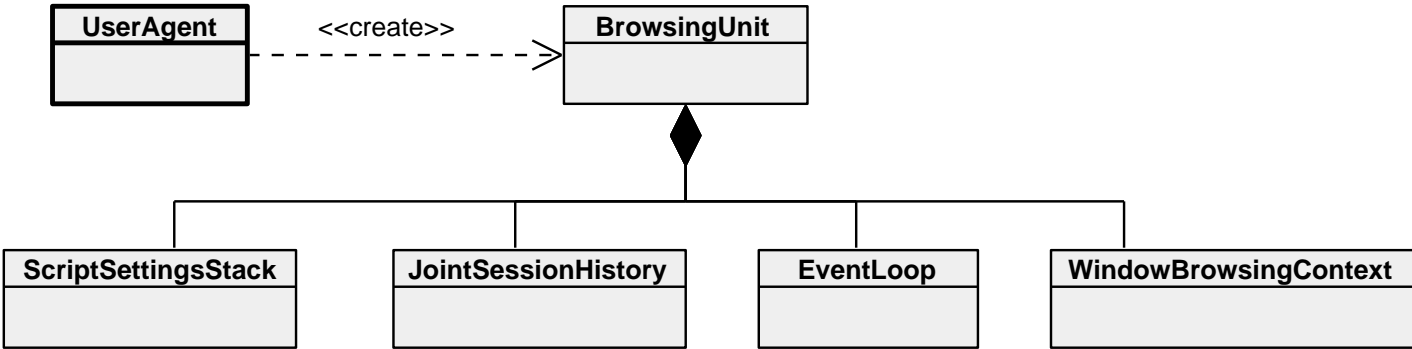 UserAgent
<<create>>
BrowsingUnit
ScriptSettingsStack
JointSessionHistory
EventLoop
WindowBrowsingContext